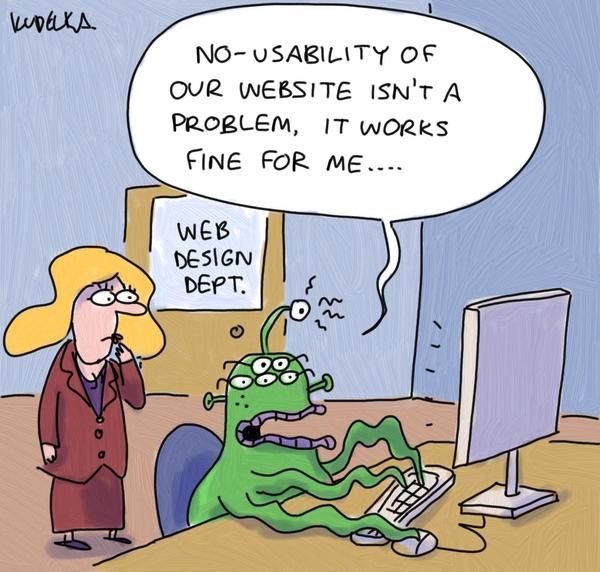 KUDELKA
NO-USABILITY OF
OUR WEBSITE ISN'T A
PROBLEM, IT WORKS
FINE FOR ME....
WEB
DESIGN
DEPT.